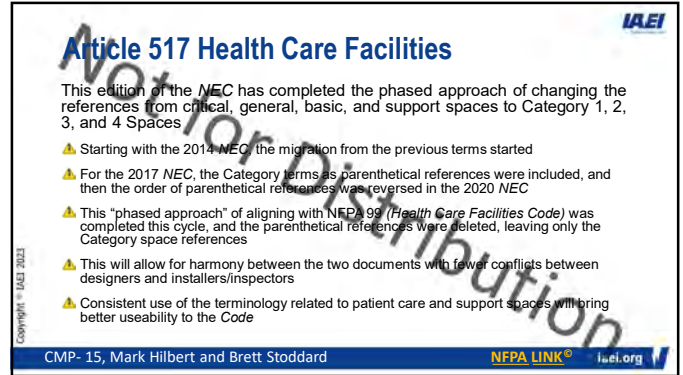 IAEI
Article 517 Health Care Facilities
This edition of the NEC has completed the phased approach of changing the
references from critical, general, basic, and support spaces to Category 1, 2,
3, and 4 Spaces
Starting with the 2014 NEC, the migration from the previous terms started
For the 2017 NEC, the Category terms as parenthetical references were included, and
then the order of parenthetical references was reversed in the 2020 NEC
This “phased approach” of aligning with NFPA 99 (Health Care Facilities Code) was
completed this cycle, and the parenthetical references were deleted, leaving only the
Category space references
This will allow for harmony between the two documents with fewer conflicts between
designers and installers/inspectors
Consistent use of the terminology related to patient care and support spaces will bring
better useability to the Code
Not for Distribution
Copyright © IAEI 2023
CMP- 15, Mark Hilbert and Brett Stoddard
NFPA LINK©
iaei.org